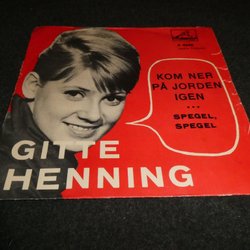 KOM NER
PÅ JORDEN
IGEN
...
SPEGEL,
SPEGEL
GITTE
HENNING